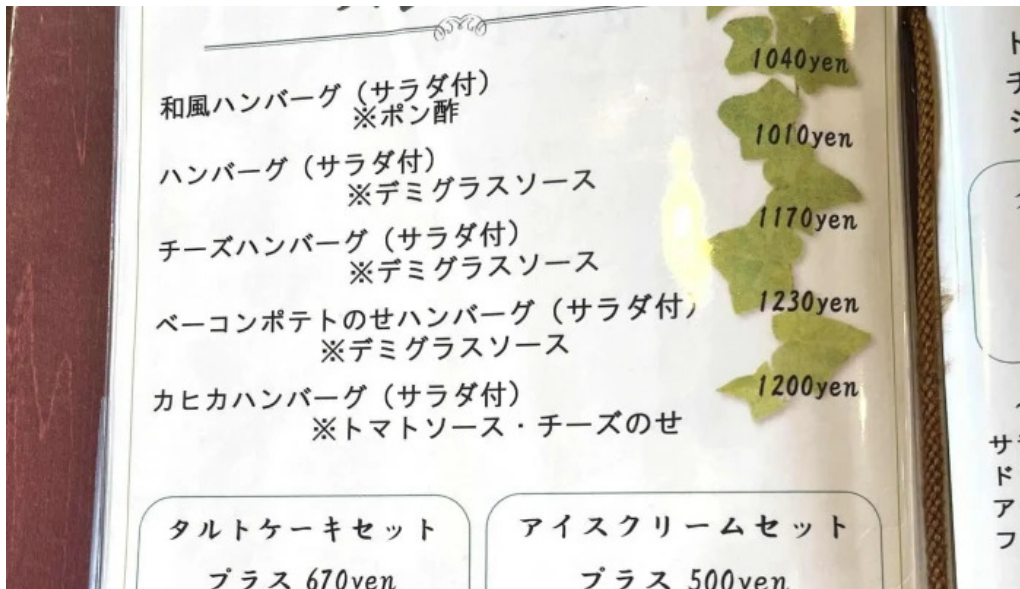 和風ハンバーグ（サラダ付） 1040yen
※ポン酢
ハンバーグ（サラダ付） 1010yen
※デミグラスソース
チーズハンバーグ（サラダ付） 1170yen
※デミグラスソース
ベーコンポテトのせハンバーグ（サラダ付） 1230yen
※デミグラスソース
カヒカハンバーグ（サラダ付） 1200yen
※トマトソース・チーズのせ
タルトケーキセット
プラス 670yen
アイスクリームセット
プラス 500yen
サ
ド
ア
フ